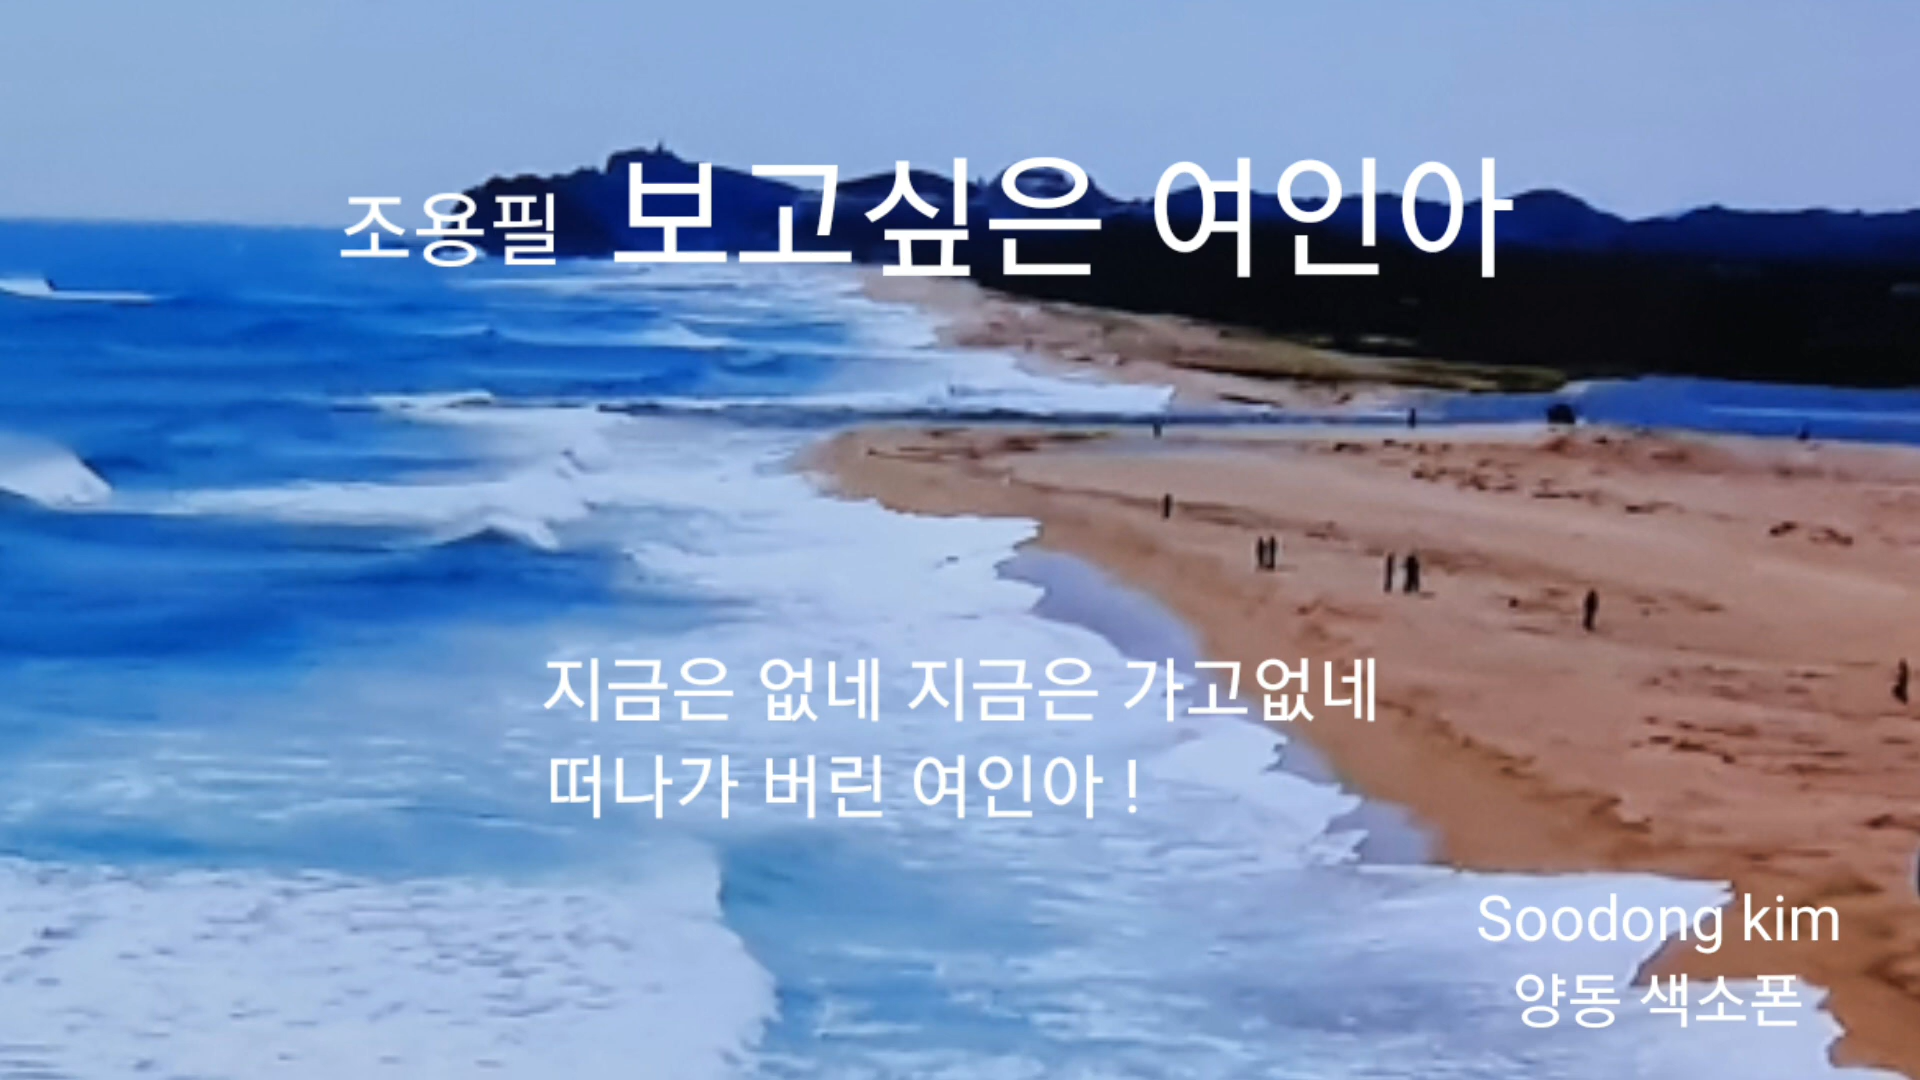 조용필 보고싶은 여인아
지금은 없네 지금은 가고없네
떠나가 버린 여인아 !
Soodong kim
양동 색소폰